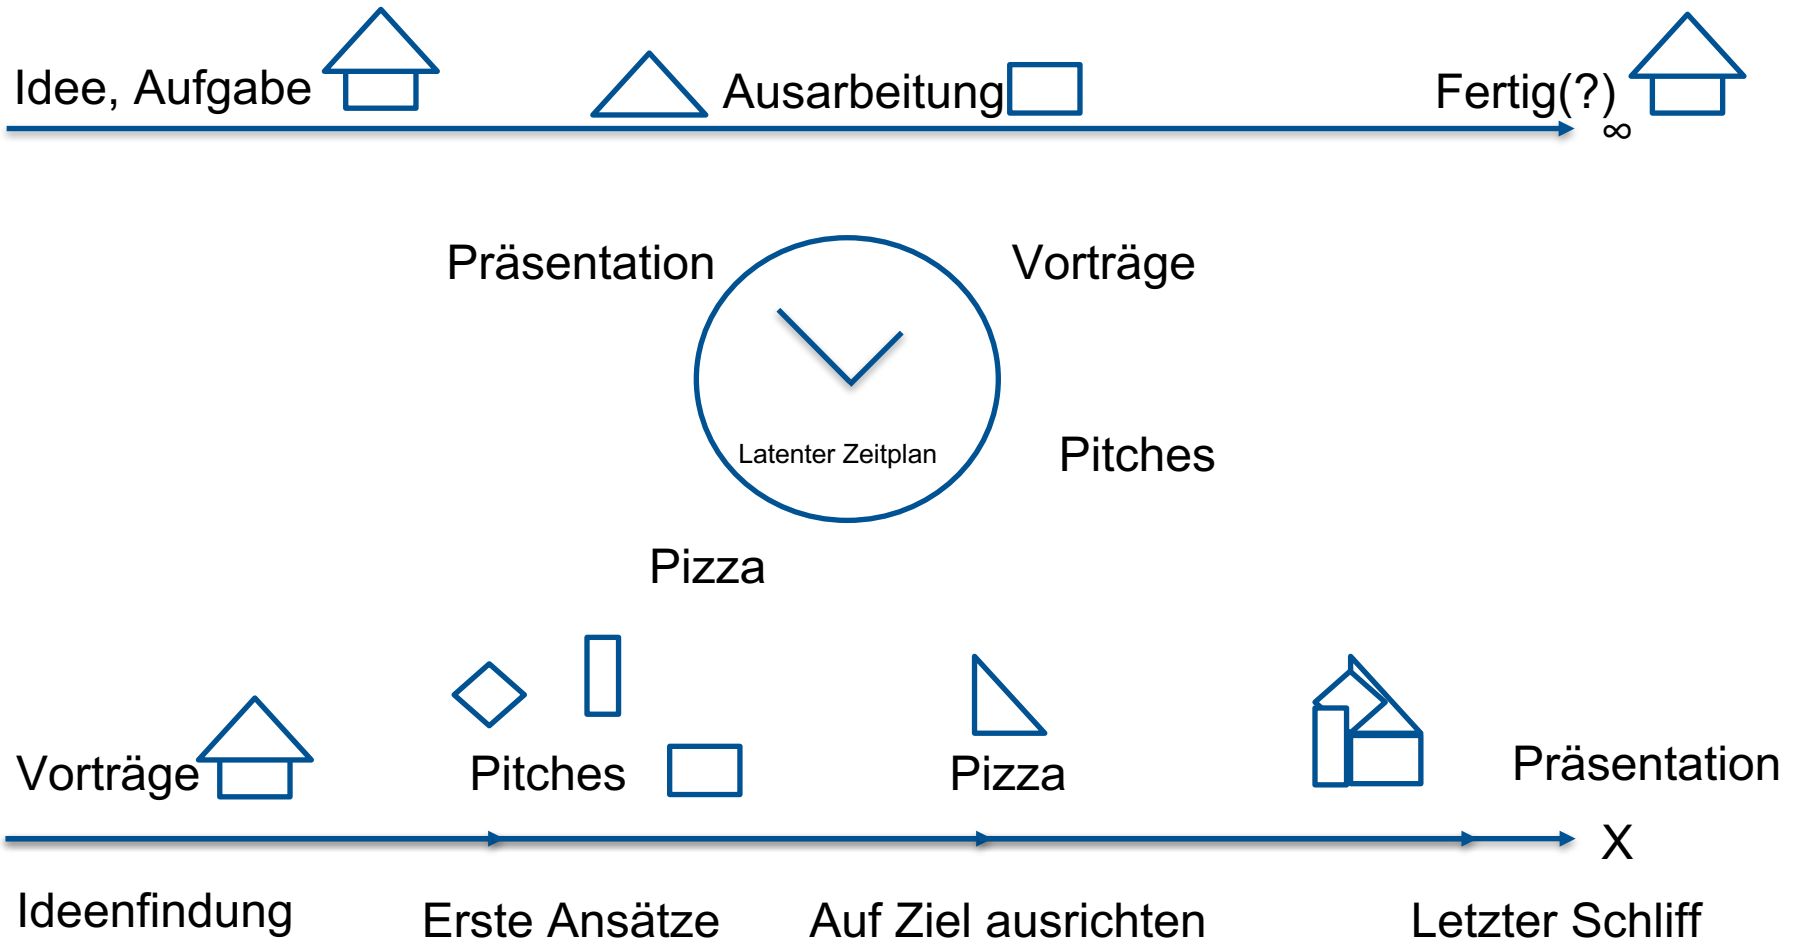 Idee, Aufgabe
Ausarbeitung
Fertig(?)
∞
Präsentation
Vorträge
Latenter Zeitplan
Pitches
Pizza
Vorträge
Pitches
Pizza
Präsentation
X
Ideenfindung
Erste Ansätze
Auf Ziel ausrichten
Letzter Schliff